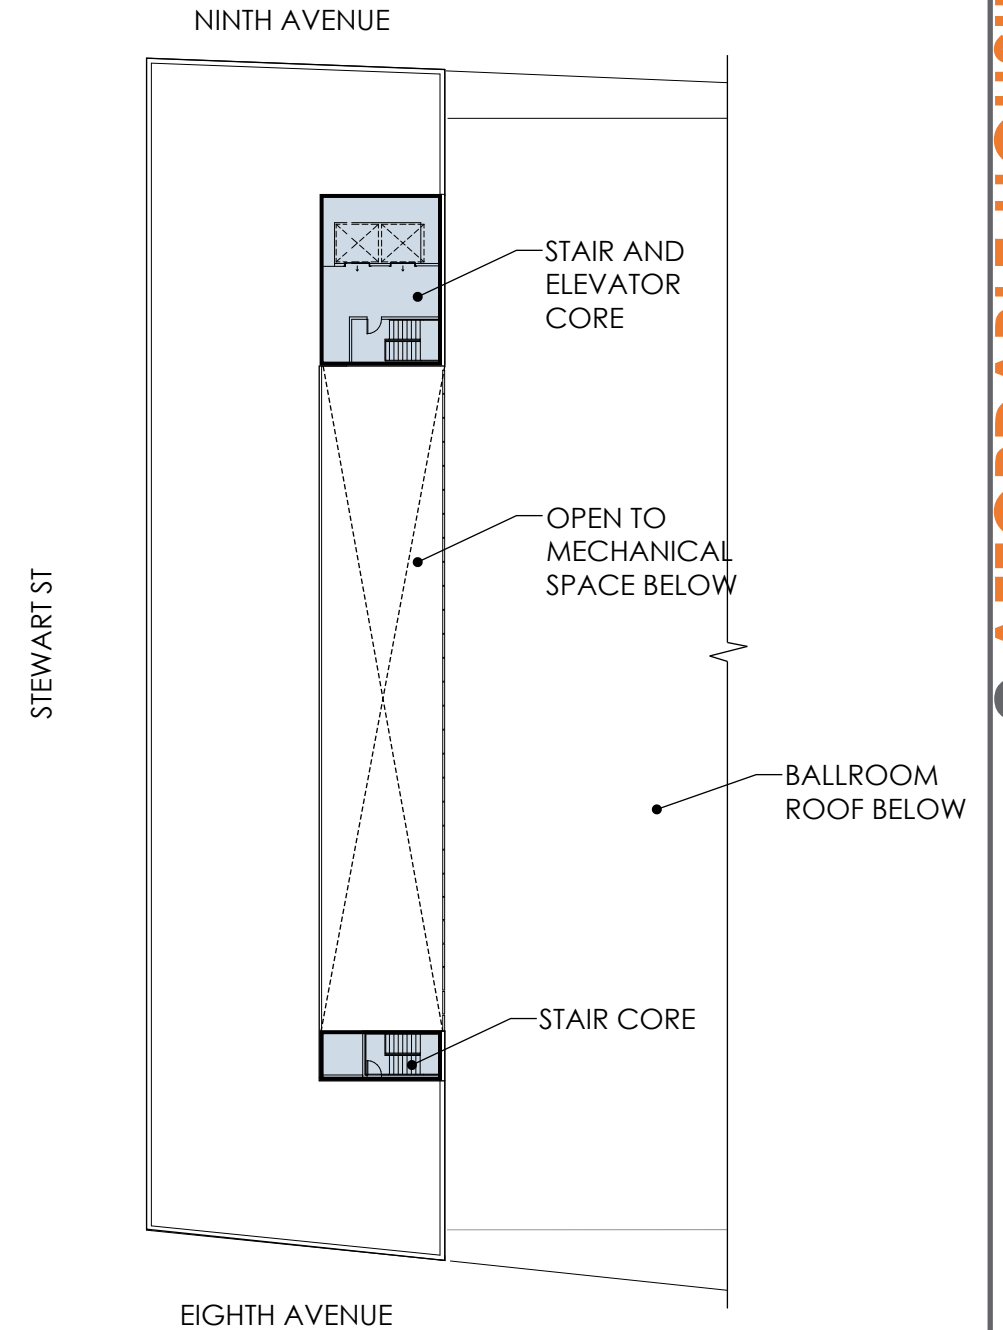 NINTH AVENUE
STAIR AND
ELEVATOR
CORE
OPEN TO
MECHANICAL
SPACE BELOW
STEWART ST
BALLROOM
ROOF BELOW
STAIR CORE
EIGHTH AVENUE